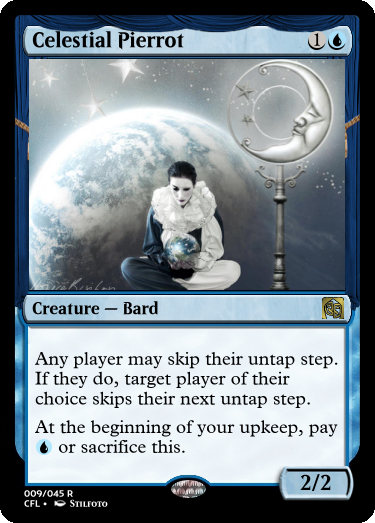 Celestial Pierrot 1
Creature — Bard
Any player may skip their untap step.
If they do, target player of their
choice skips their next untap step.
At the beginning of your upkeep, pay
or sacrifice this.
2/2
009/045 R
CFL • STILFOTO